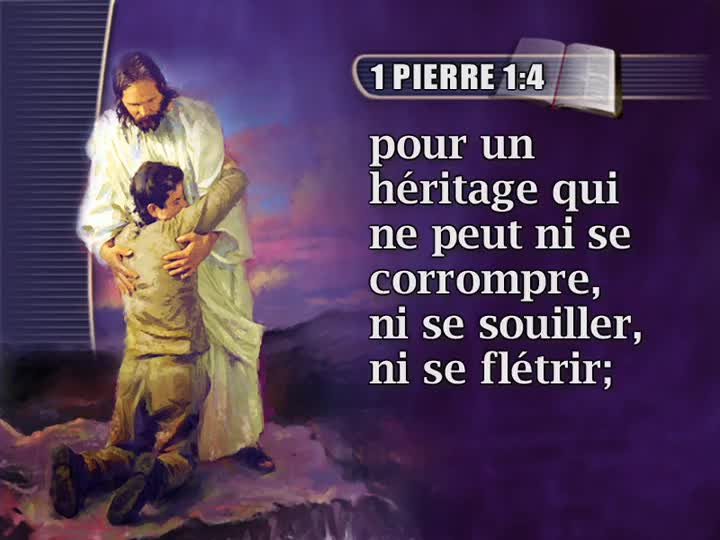 1 PIERRE 1:4
pour un
héritage qui
ne peut ni se
corrompre,
ni se souiller,
ni se flétrir;